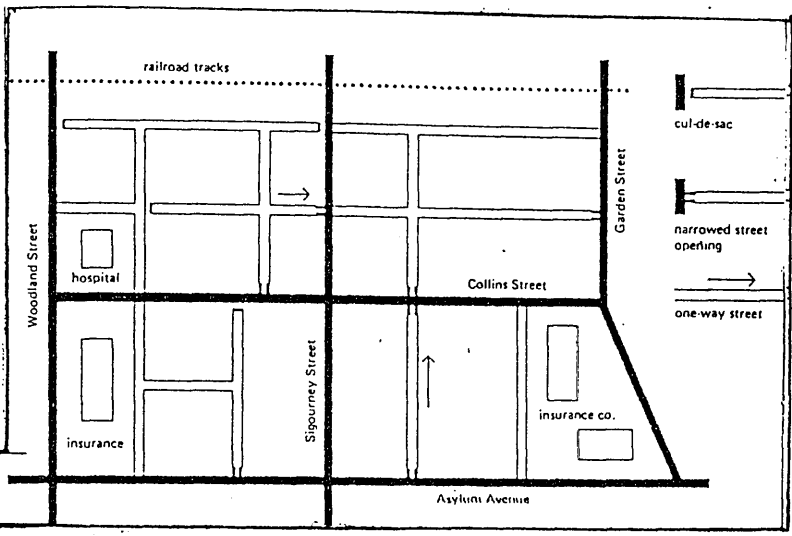 railroad tracks
cul-de-sac
Garden Street
narrowed street
opening
Woodland Street
hospital
Collins Street
one-way street
Sigourney Street
insurance
insurance co.
Asylum Avenue